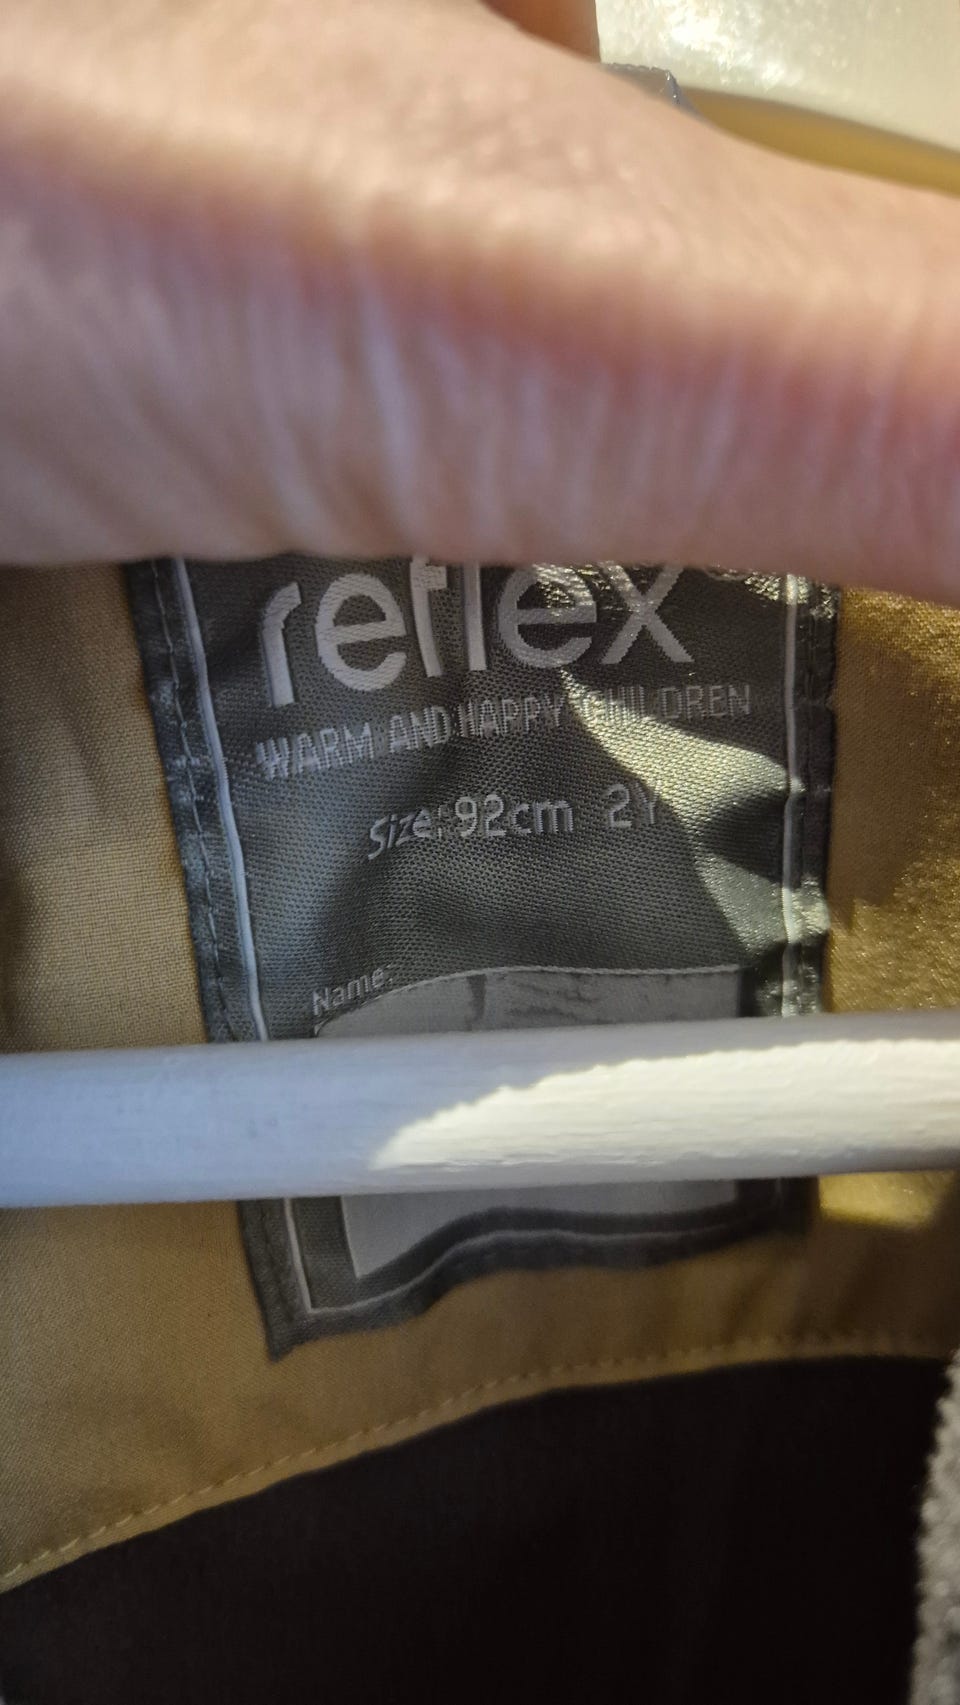 reflex
WARM AND HAPPY CHILDREN
Size: 92cm 2Y
Name: